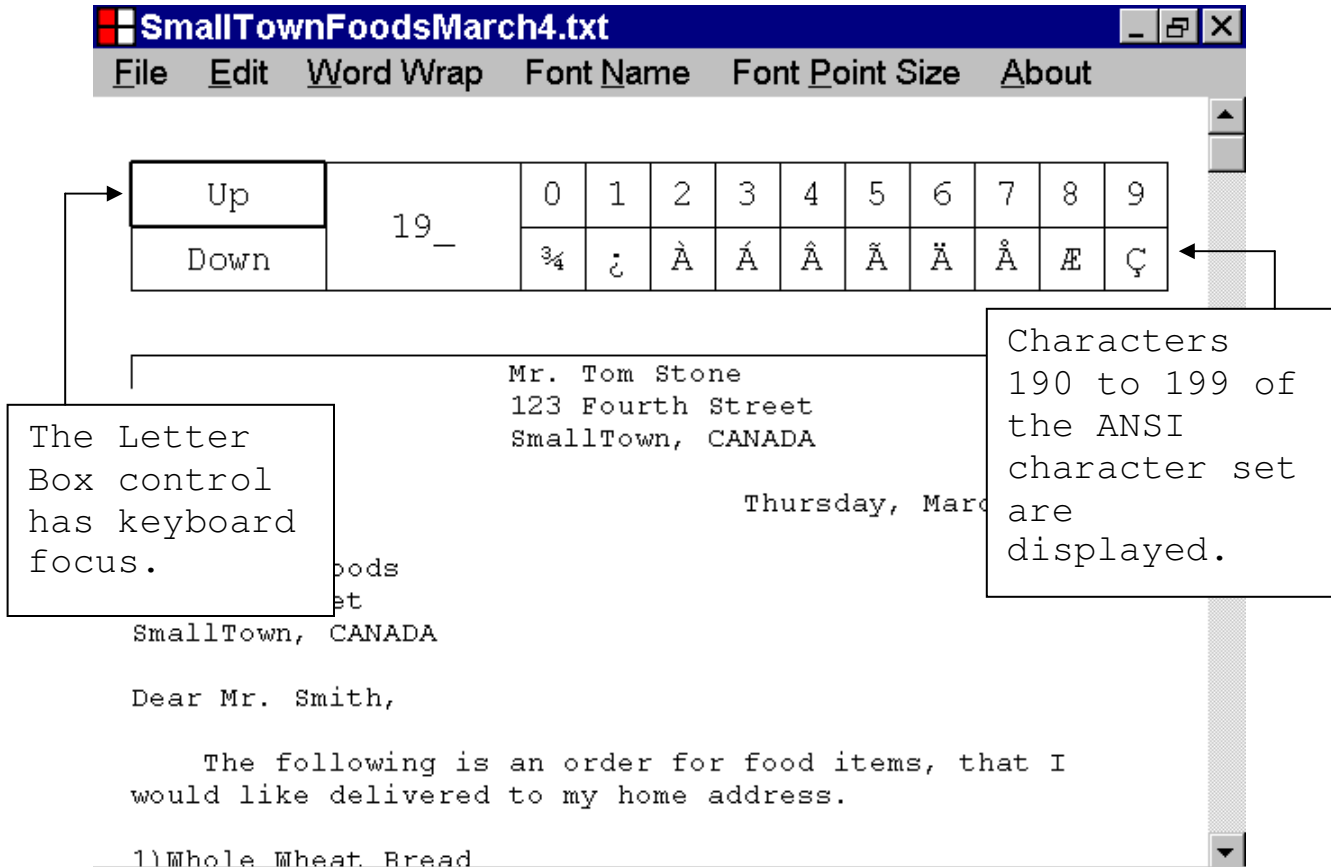 SmallTownFoodsMarch4.txt
File Edit Word Wrap Font Name Font Point Size About
Up 19_ 0 1 2 3 4 5 6 7 8 9
Down ¾ ¿ À Á Â Ã Ä Å Æ Ç
The Letter
Box control
has keyboard
focus.
Characters
190 to 199 of
the ANSI
character set
are
displayed.
Mr. Tom Stone
123 Fourth Street
SmallTown, CANADA
Thursday,
SmallTown, CANADA
Dear Mr. Smith,
The following is an order for food items, that I
would like delivered to my home address.
1)Whole Wheat Bread